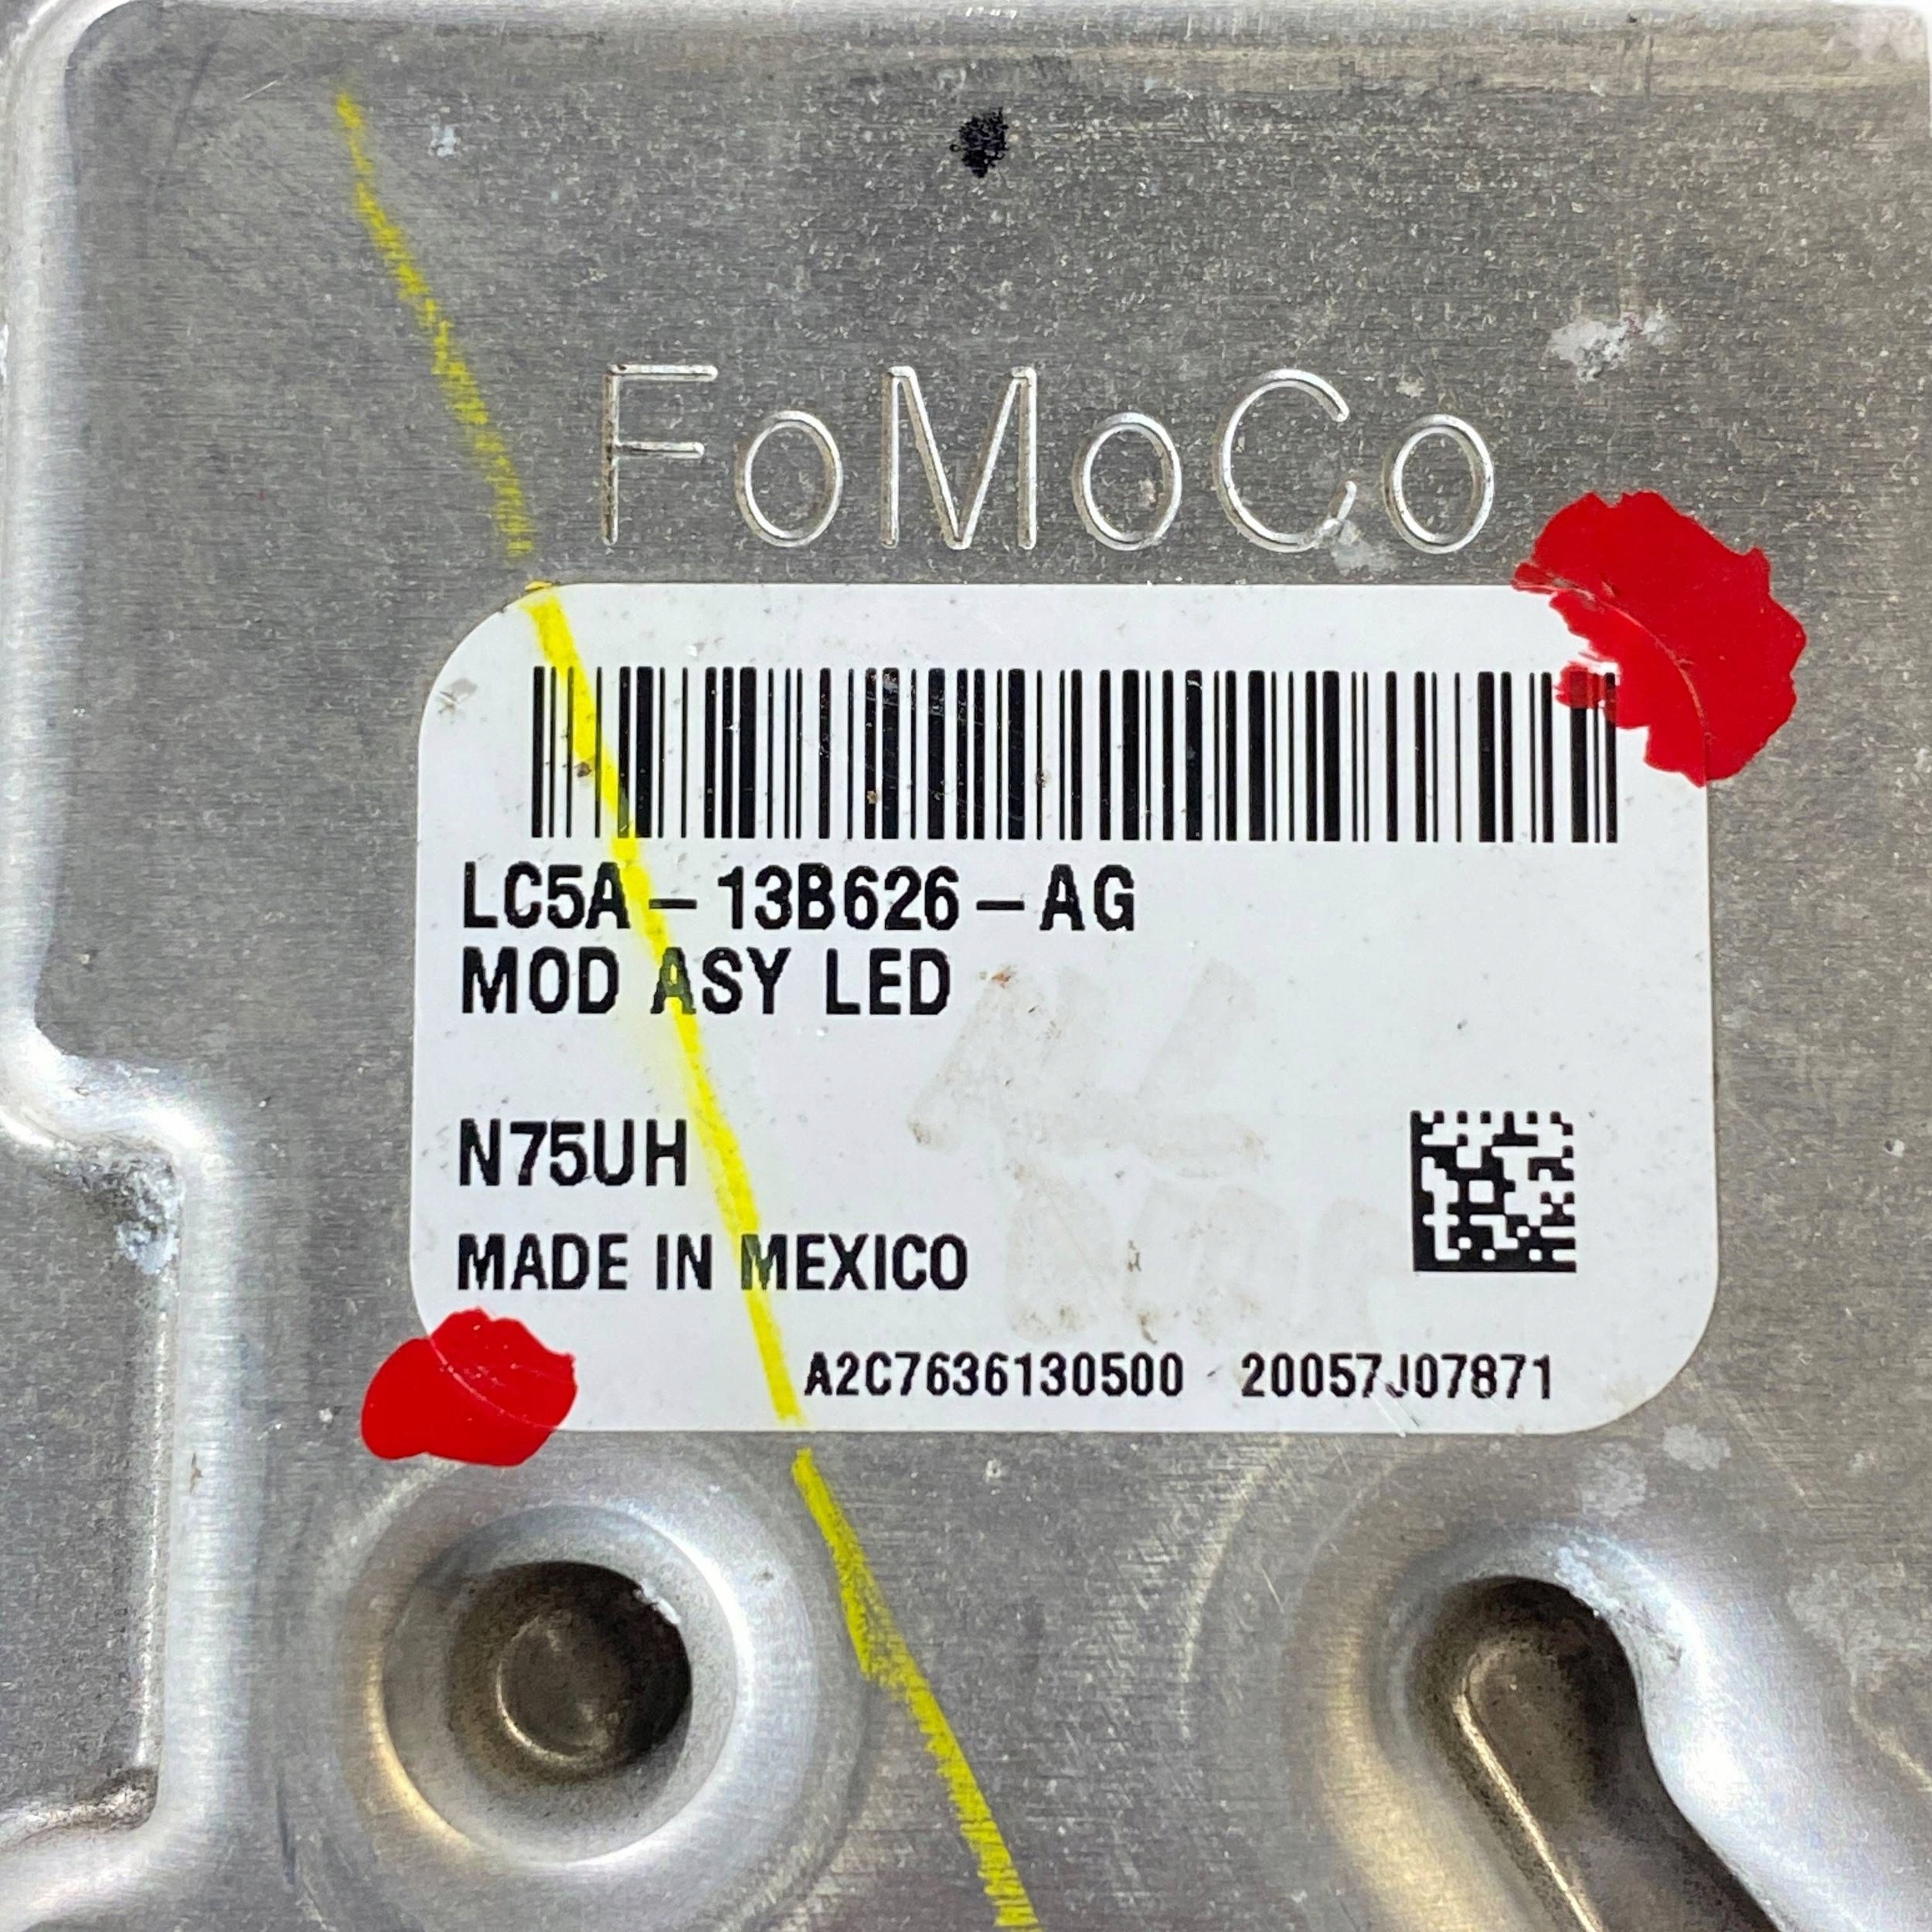 FoMoCo
LC5A - 13B626 - AG
MOD ASY LED
N75UH
MADE IN MEXICO
A2C7636130500 20057J07871